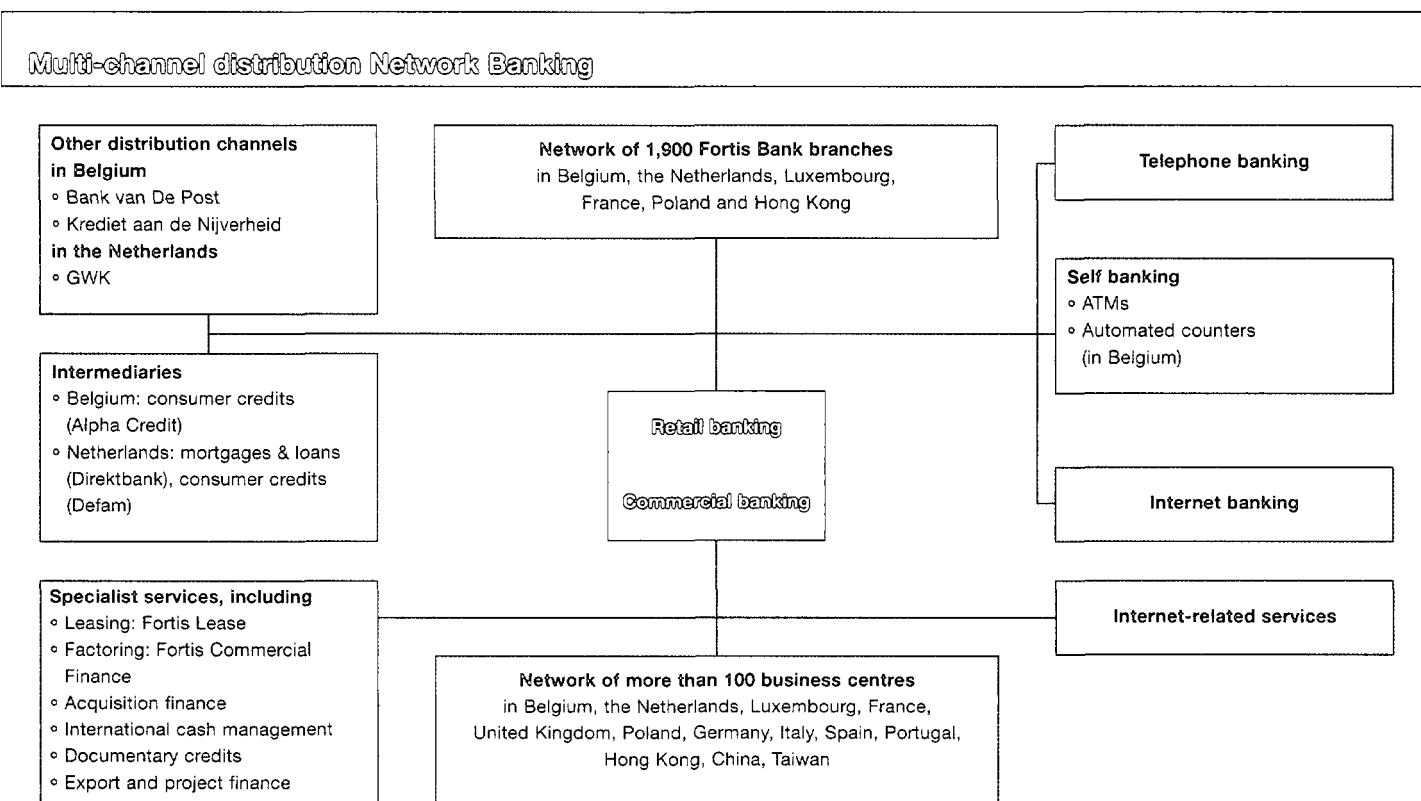 Multi-channel distribution Network Banking
Other distribution channels
in Belgium
° Bank van De Post
° Krediet aan de Nijverheid
in the Netherlands
° GWK
Network of 1,900 Fortis Bank branches
in Belgium, the Netherlands, Luxembourg,
France, Poland and Hong Kong
Telephone banking
Self banking
° ATMs
° Automated counters
(in Belgium)
Intermediaries
° Belgium: consumer credits
(Alpha Credit)
° Netherlands: mortgages & loans
(Direktbank), consumer credits
(Defam)
Retail banking
Commercial banking
Internet banking
Specialist services, including
° Leasing: Fortis Lease
° Factoring: Fortis Commercial
Finance
° Acquisition finance
° International cash management
° Documentary credits
° Export and project finance
Internet-related services
Network of more than 100 business centres
in Belgium, the Netherlands, Luxembourg, France,
United Kingdom, Poland, Germany, Italy, Spain, Portugal,
Hong Kong, China, Taiwan